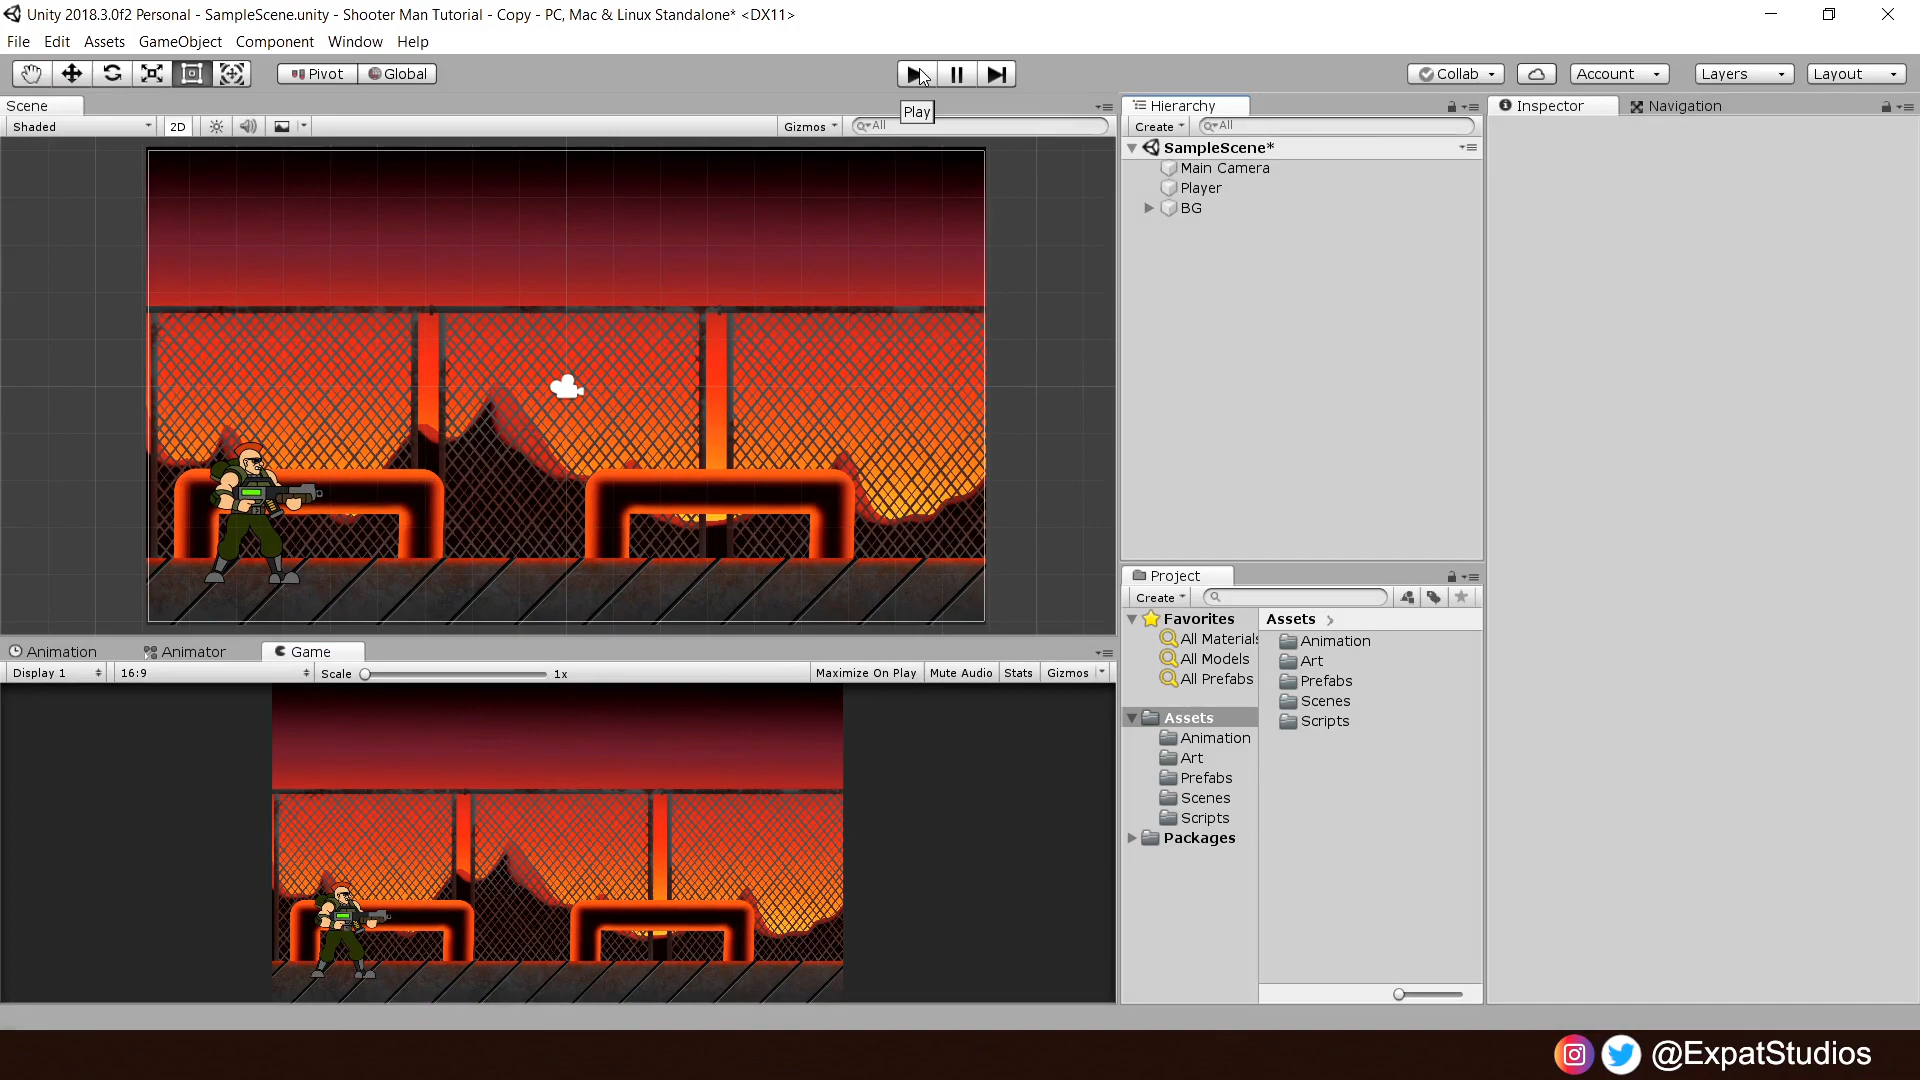 Unity 2018.3.0f2 Personal - SampleScene.unity - Shooter Man Tutorial - Copy - PC, Mac & Linux Standalone* <DX11>
File Edit Assets GameObject Component Window Help
Pivot Global Collab Account Layers Layout
Play
Scene
Shaded 2D Gizmos All
Hierarchy
Create All
SampleScene*
Main Camera
Player
BG
Inspector Navigation
Animation Animator Game
Display 1 16:9 Scale 1x Maximize On Play Mute Audio Stats Gizmos
Project
Create
Favorites
All Materials
All Models
All Prefabs
Assets
Animation
Art
Prefabs
Scenes
Scripts
Packages
Assets
Animation
Art
Prefabs
Scenes
Scripts
@ExpatStudios